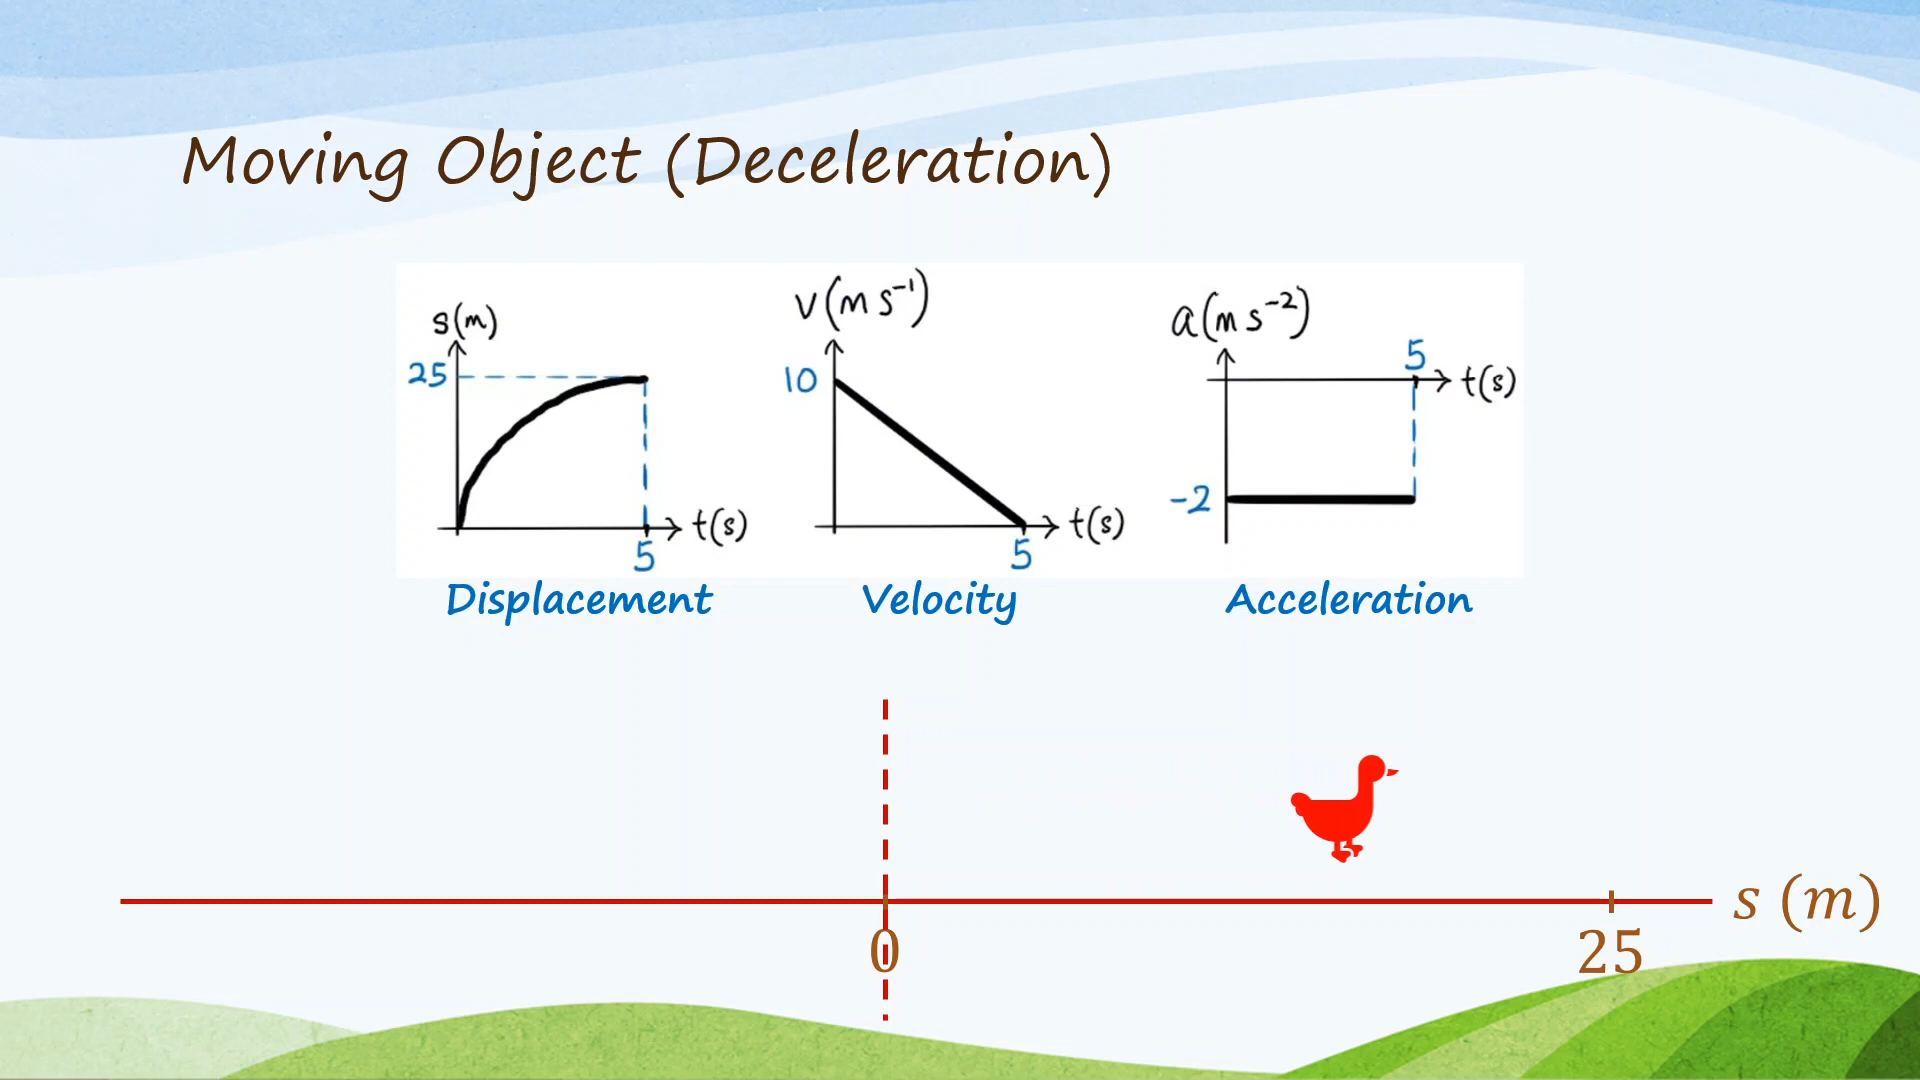 Moving Object (Deceleration)
s(m)
25
t(s)
5
v(m s⁻¹)
10
t(s)
5
a(m s⁻²)
5
t(s)
-2
Displacement
Velocity
Acceleration
s (m)
0
25